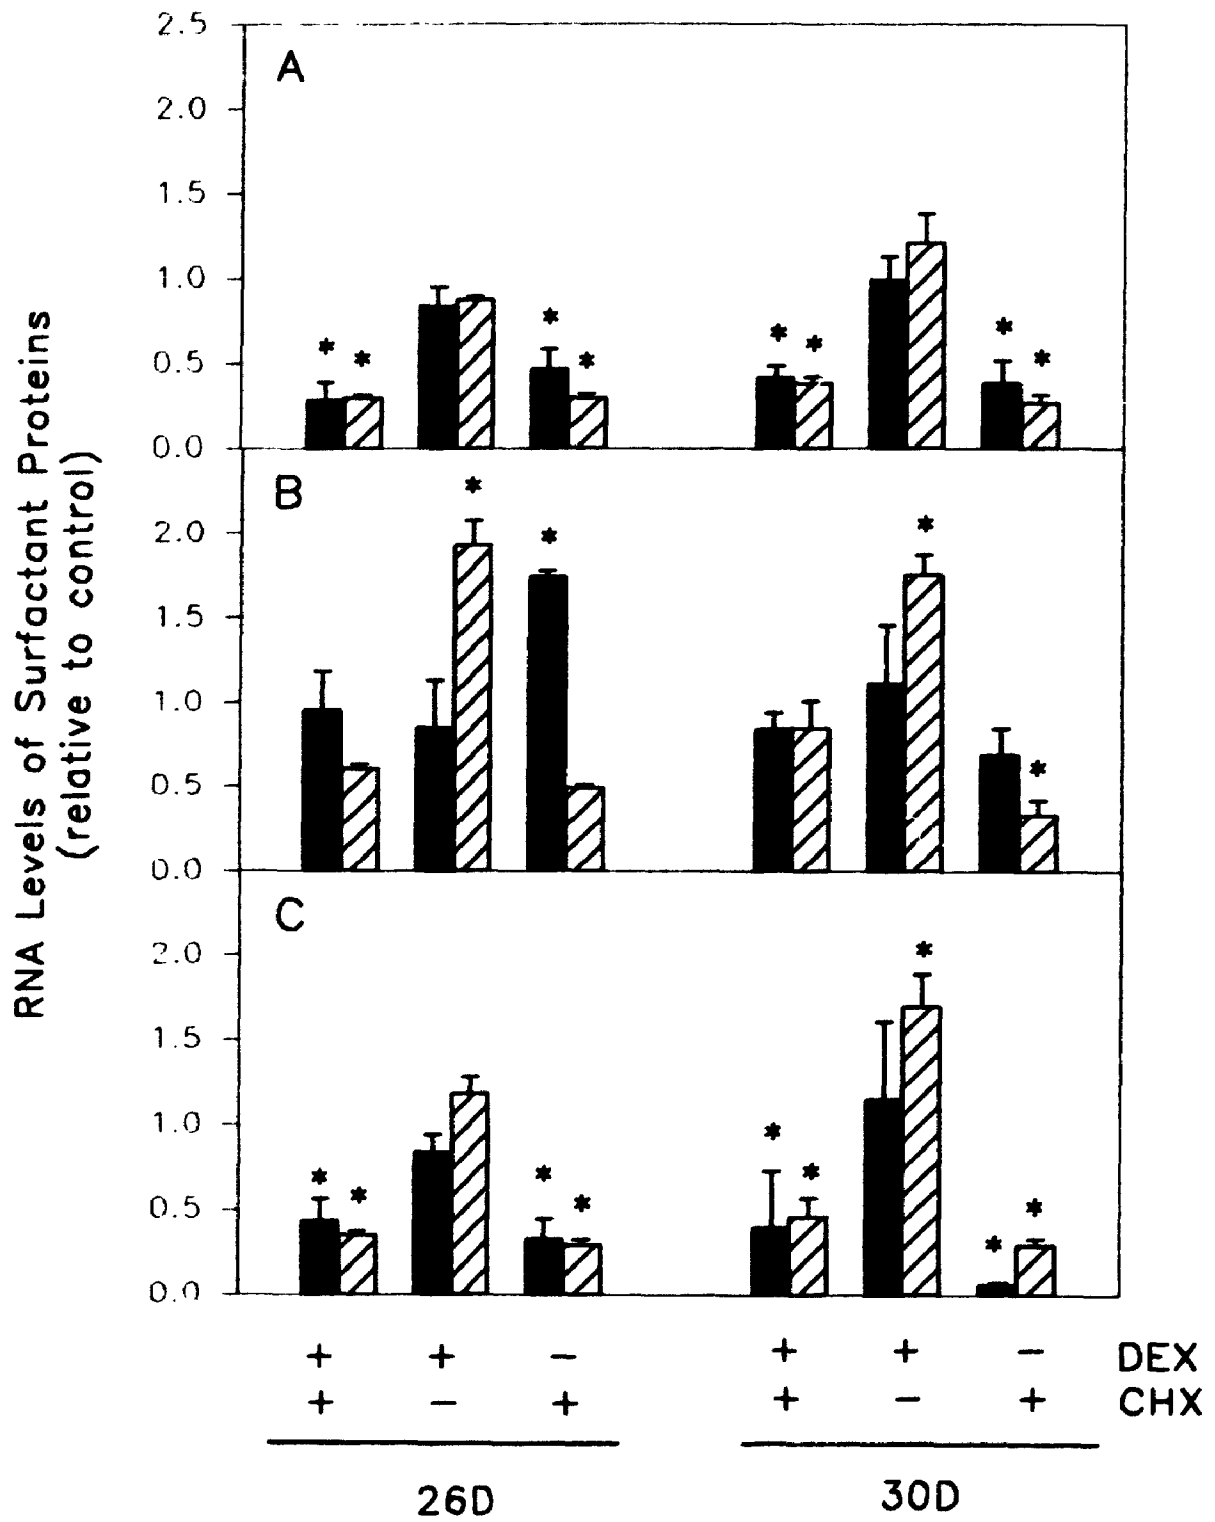 RNA Levels of Surfactant Proteins
(relative to control)
A
2.5
2.0
1.5
1.0
0.5
0.0
* * * * * * * *
B
2.0
1.5
1.0
0.5
0.0
* * * *
C
2.0
1.5
1.0
0.5
0.0
* * * * * * * * *
+ + − + + − DEX
+ − + + − + CHX
26D 30D